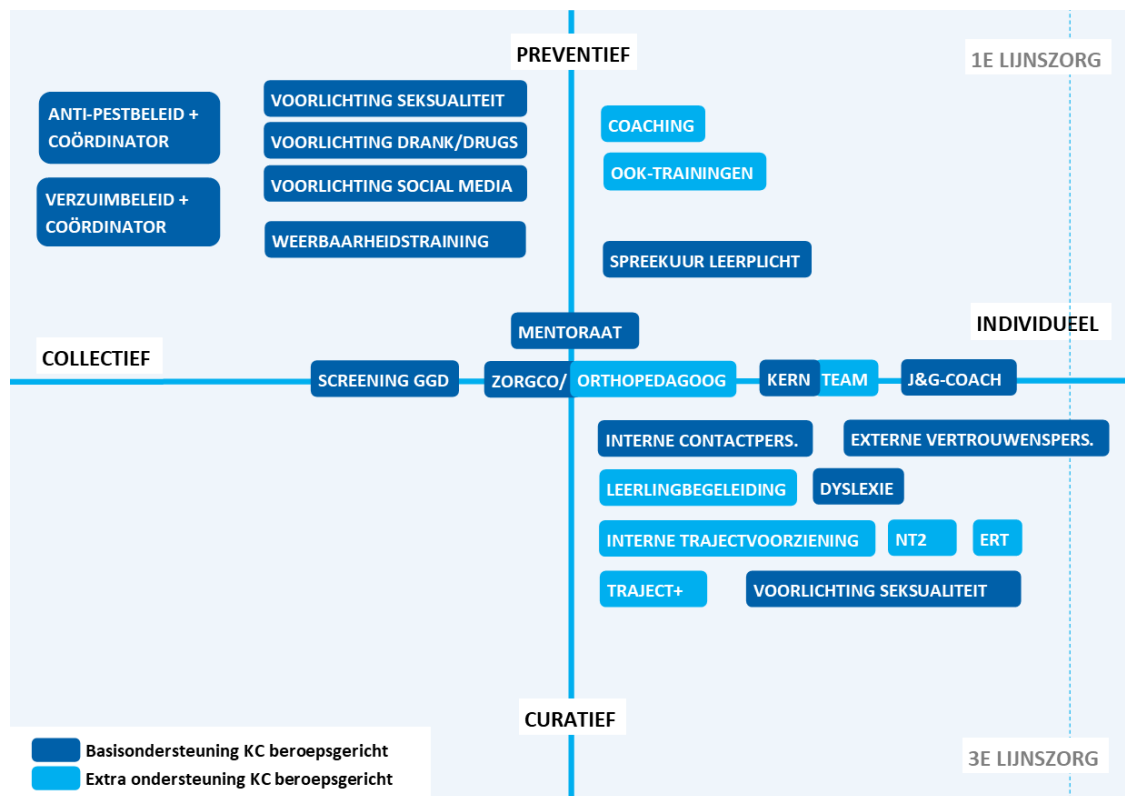 PREVENTIEF
1E LIJNSZORG
ANTI-PESTBELEID +
COÖRDINATOR
VERZUIMBELEID +
COÖRDINATOR
VOORLICHTING SEKSUALITEIT
VOORLICHTING DRANK/DRUGS
VOORLICHTING SOCIAL MEDIA
WEERBAARHEIDSTRAINING
COACHING
OOK-TRAININGEN
SPREEKUUR LEERPLICHT
MENTORAAT
INDIVIDUEEL
COLLECTIEF
SCREENING GGD
ZORGCO/ ORTHOPEDAGOOG
KERN TEAM
J&G-COACH
INTERNE CONTACTPERS.
EXTERNE VERTROUWENSPERS.
LEERLINGBEGELEIDING
DYSLEXIE
INTERNE TRAJECTVOORZIENING
NT2
ERT
TRAJECT+
VOORLICHTING SEKSUALITEIT
CURATIEF
3E LIJNSZORG
Basisondersteuning KC beroepsgericht
Extra ondersteuning KC beroepsgericht